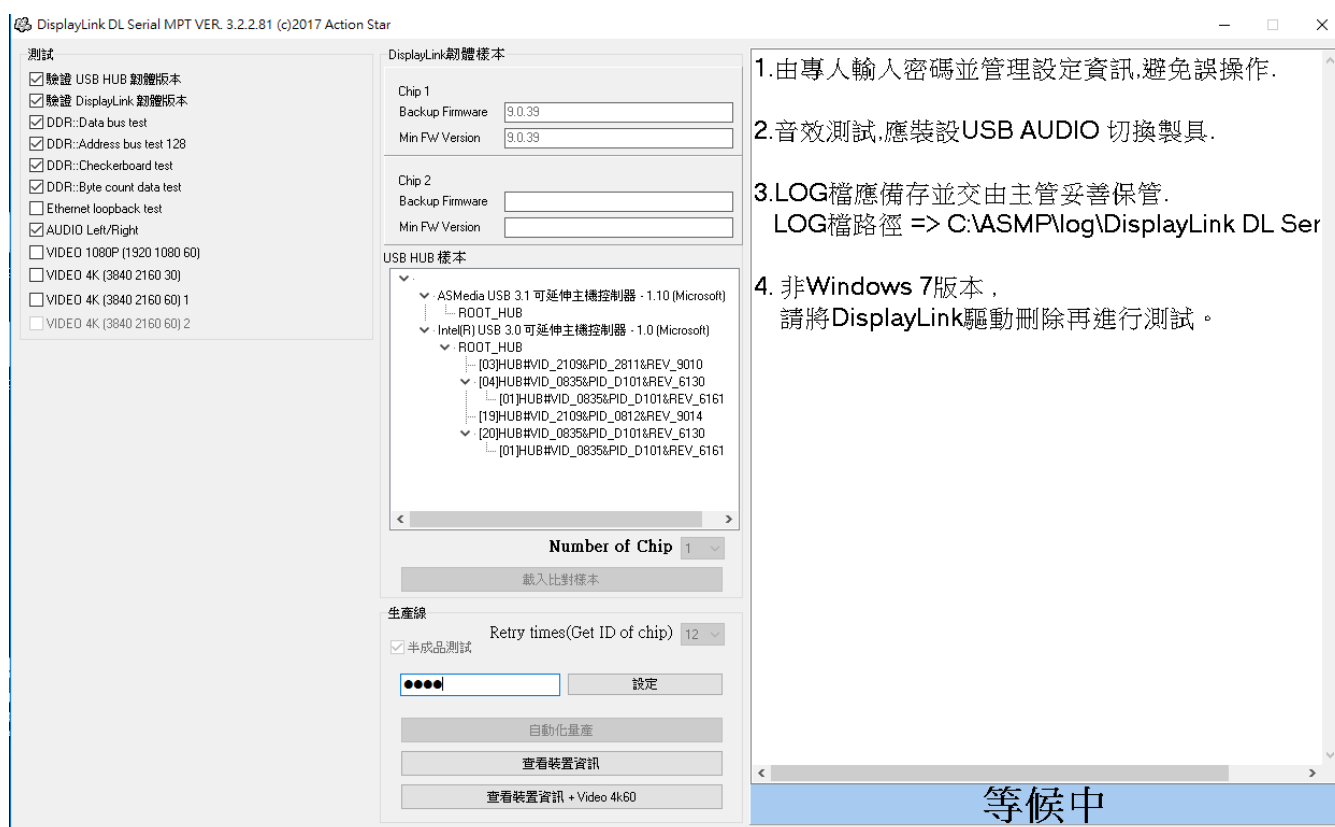 DisplayLink DL Serial MPT VER. 3.2.2.81 (c)2017 Action Star
測試
驗證 USB HUB 韌體版本
驗證 DisplayLink 韌體版本
DDR::Data bus test
DDR::Address bus test 128
DDR::Checkerboard test
DDR::Byte count data test
Ethernet loopback test
AUDIO Left/Right
VIDEO 1080P (1920 1080 60)
VIDEO 4K (3840 2160 30)
VIDEO 4K (3840 2160 60) 1
VIDEO 4K (3840 2160 60) 2
DisplayLink韌體樣本
Chip 1
Backup Firmware 9.0.39
Min FW Version 9.0.39
Chip 2
Backup Firmware
Min FW Version
USB HUB 樣本
ASMedia USB 3.1 可延伸主機控制器 - 1.10 (Microsoft)
ROOT_HUB
Intel(R) USB 3.0 可延伸主機控制器 - 1.0 (Microsoft)
ROOT_HUB
[03]HUB#VID_2109&PID_2811&REV_9010
[04]HUB#VID_0835&PID_D101&REV_6130
[01]HUB#VID_0835&PID_D101&REV_6161
[19]HUB#VID_2109&PID_0812&REV_9014
[20]HUB#VID_0835&PID_D101&REV_6130
[01]HUB#VID_0835&PID_D101&REV_6161
Number of Chip 1
載入比對樣本
生產線
Retry times(Get ID of chip) 12
半成品測試
設定
自動化量產
查看裝置資訊
查看裝置資訊 + Video 4k60
1.由專人輸入密碼並管理設定資訊,避免誤操作.
2.音效測試,應裝設USB AUDIO 切換製具.
3.LOG檔應備存並交由主管妥善保管.
LOG檔路徑 => C:\ASMP\log\DisplayLink DL Ser
4. 非Windows 7版本 ,
請將DisplayLink驅動刪除再進行測試。
等候中